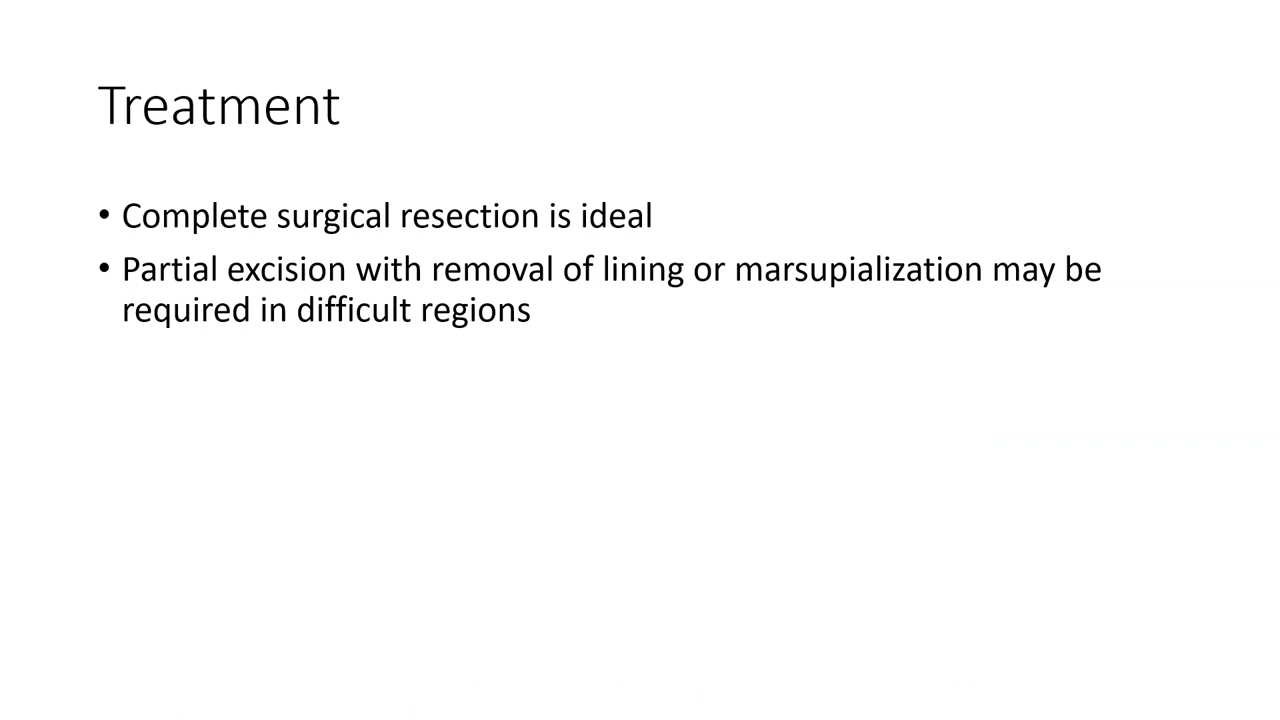 Treatment
• Complete surgical resection is ideal
• Partial excision with removal of lining or marsupialization may be
required in difficult regions